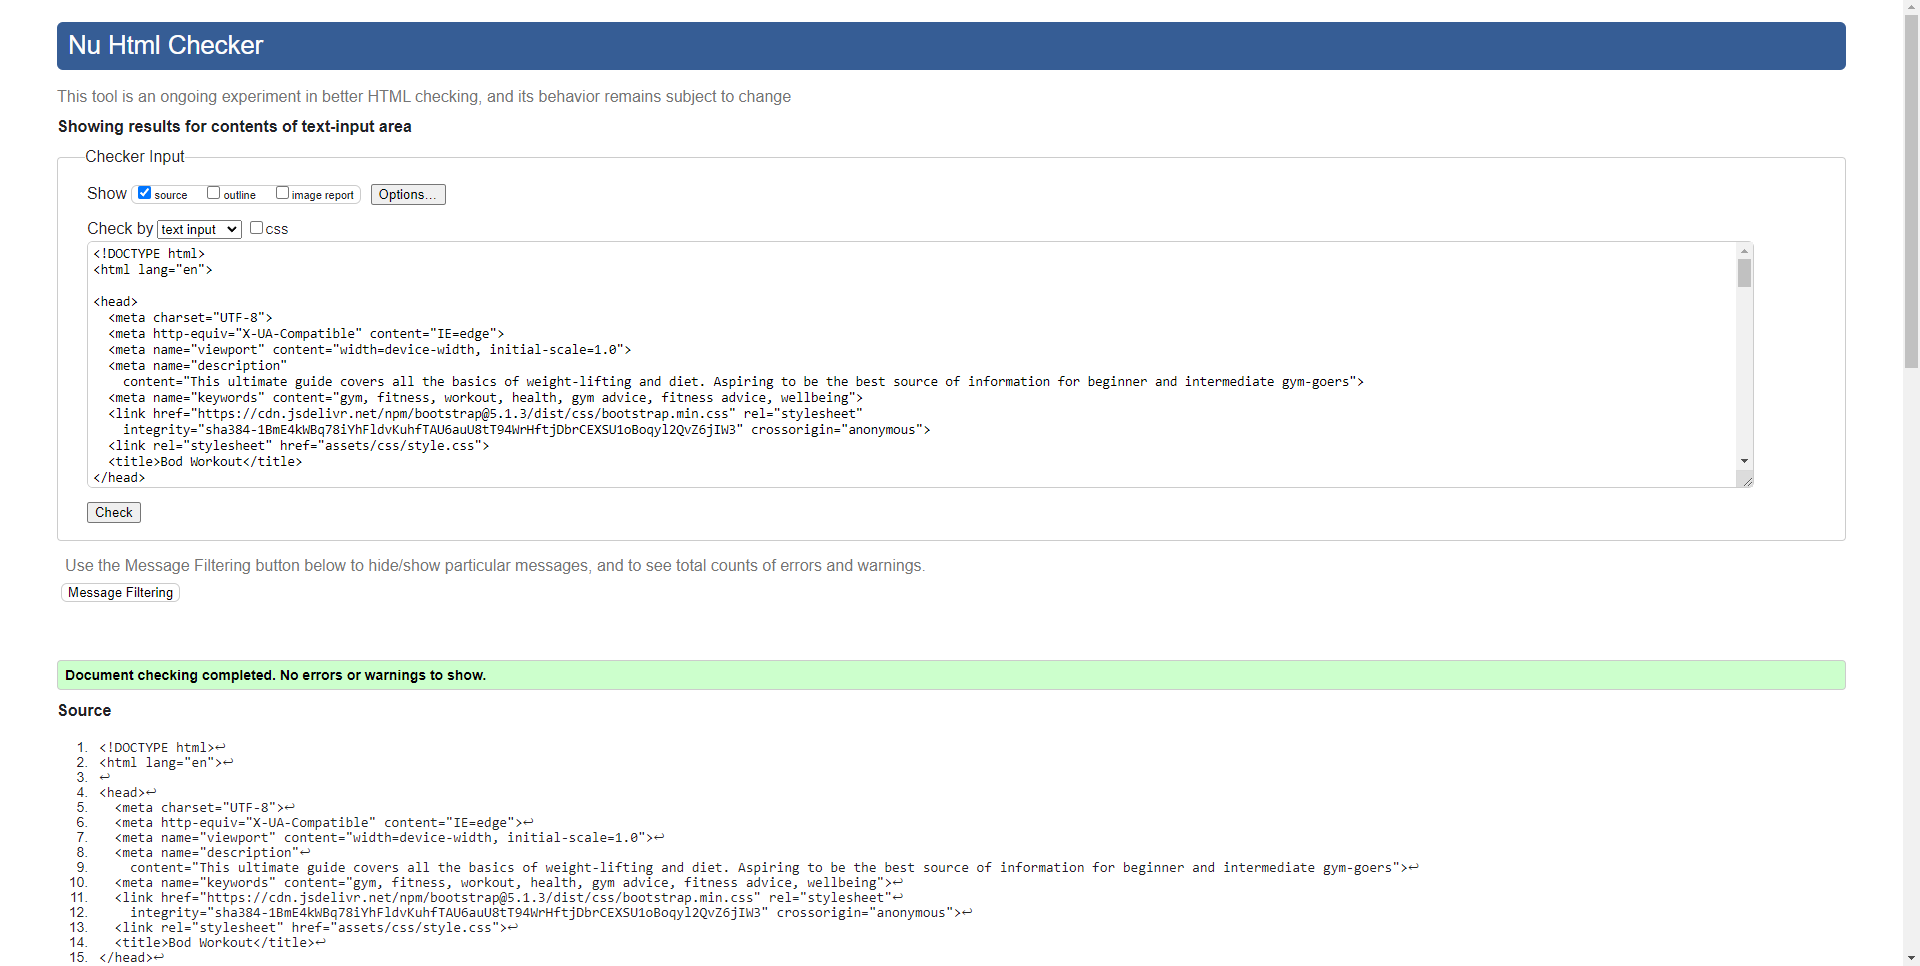 Nu Html Checker
This tool is an ongoing experiment in better HTML checking, and its behavior remains subject to change
Showing results for contents of text-input area
Checker Input
Show source outline image report Options...
Check by text input css
<!DOCTYPE html>
<html lang="en">
<head>
<meta charset="UTF-8">
<meta http-equiv="X-UA-Compatible" content="IE=edge">
<meta name="viewport" content="width=device-width, initial-scale=1.0">
<meta name="description"
content="This ultimate guide covers all the basics of weight-lifting and diet. Aspiring to be the best source of information for beginner and intermediate gym-goers">
<meta name="keywords" content="gym, fitness, workout, health, gym advice, fitness advice, wellbeing">
<link href="https://cdn.jsdelivr.net/npm/bootstrap@5.1.3/dist/css/bootstrap.min.css" rel="stylesheet"
integrity="sha384-1BmE4kWBq78iYhFldvKuhfTAU6auU8tT94WrHftjDbrCEXSU1oBoqyl2QvZ6jIW3" crossorigin="anonymous">
<link rel="stylesheet" href="assets/css/style.css">
<title>Bod Workout</title>
</head>
Check
Use the Message Filtering button below to hide/show particular messages, and to see total counts of errors and warnings.
Message Filtering
Document checking completed. No errors or warnings to show.
Source
1. <!DOCTYPE html>↩
2. <html lang="en">↩
3. ↩
4. <head>↩
5. <meta charset="UTF-8">↩
6. <meta http-equiv="X-UA-Compatible" content="IE=edge">↩
7. <meta name="viewport" content="width=device-width, initial-scale=1.0">↩
8. <meta name="description"↩
9. content="This ultimate guide covers all the basics of weight-lifting and diet. Aspiring to be the best source of information for beginner and intermediate gym-goers">↩
10. <meta name="keywords" content="gym, fitness, workout, health, gym advice, fitness advice, wellbeing">↩
11. <link href="https://cdn.jsdelivr.net/npm/bootstrap@5.1.3/dist/css/bootstrap.min.css" rel="stylesheet"↩
12. integrity="sha384-1BmE4kWBq78iYhFldvKuhfTAU6auU8tT94WrHftjDbrCEXSU1oBoqyl2QvZ6jIW3" crossorigin="anonymous">↩
13. <link rel="stylesheet" href="assets/css/style.css">↩
14. <title>Bod Workout</title>↩
15. </head>↩